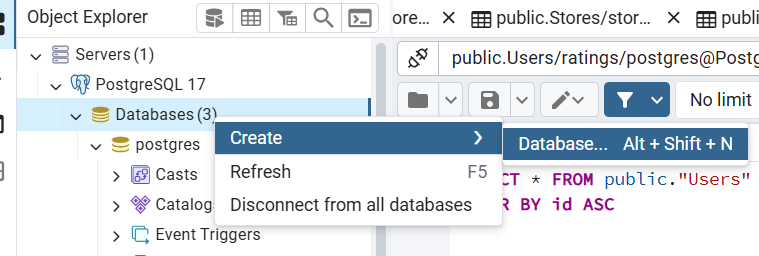 Object Explorer
ore...
public.Stores/stor...
publi
Servers (1)
public.Users/ratings/postgres@Postg
PostgreSQL 17
Databases (3)
No limit
postgres
Create
Database... Alt + Shift + N
Casts
Refresh F5
CT * FROM public."Users"
Catalog
Disconnect from all databases
R BY id ASC
Event Triggers